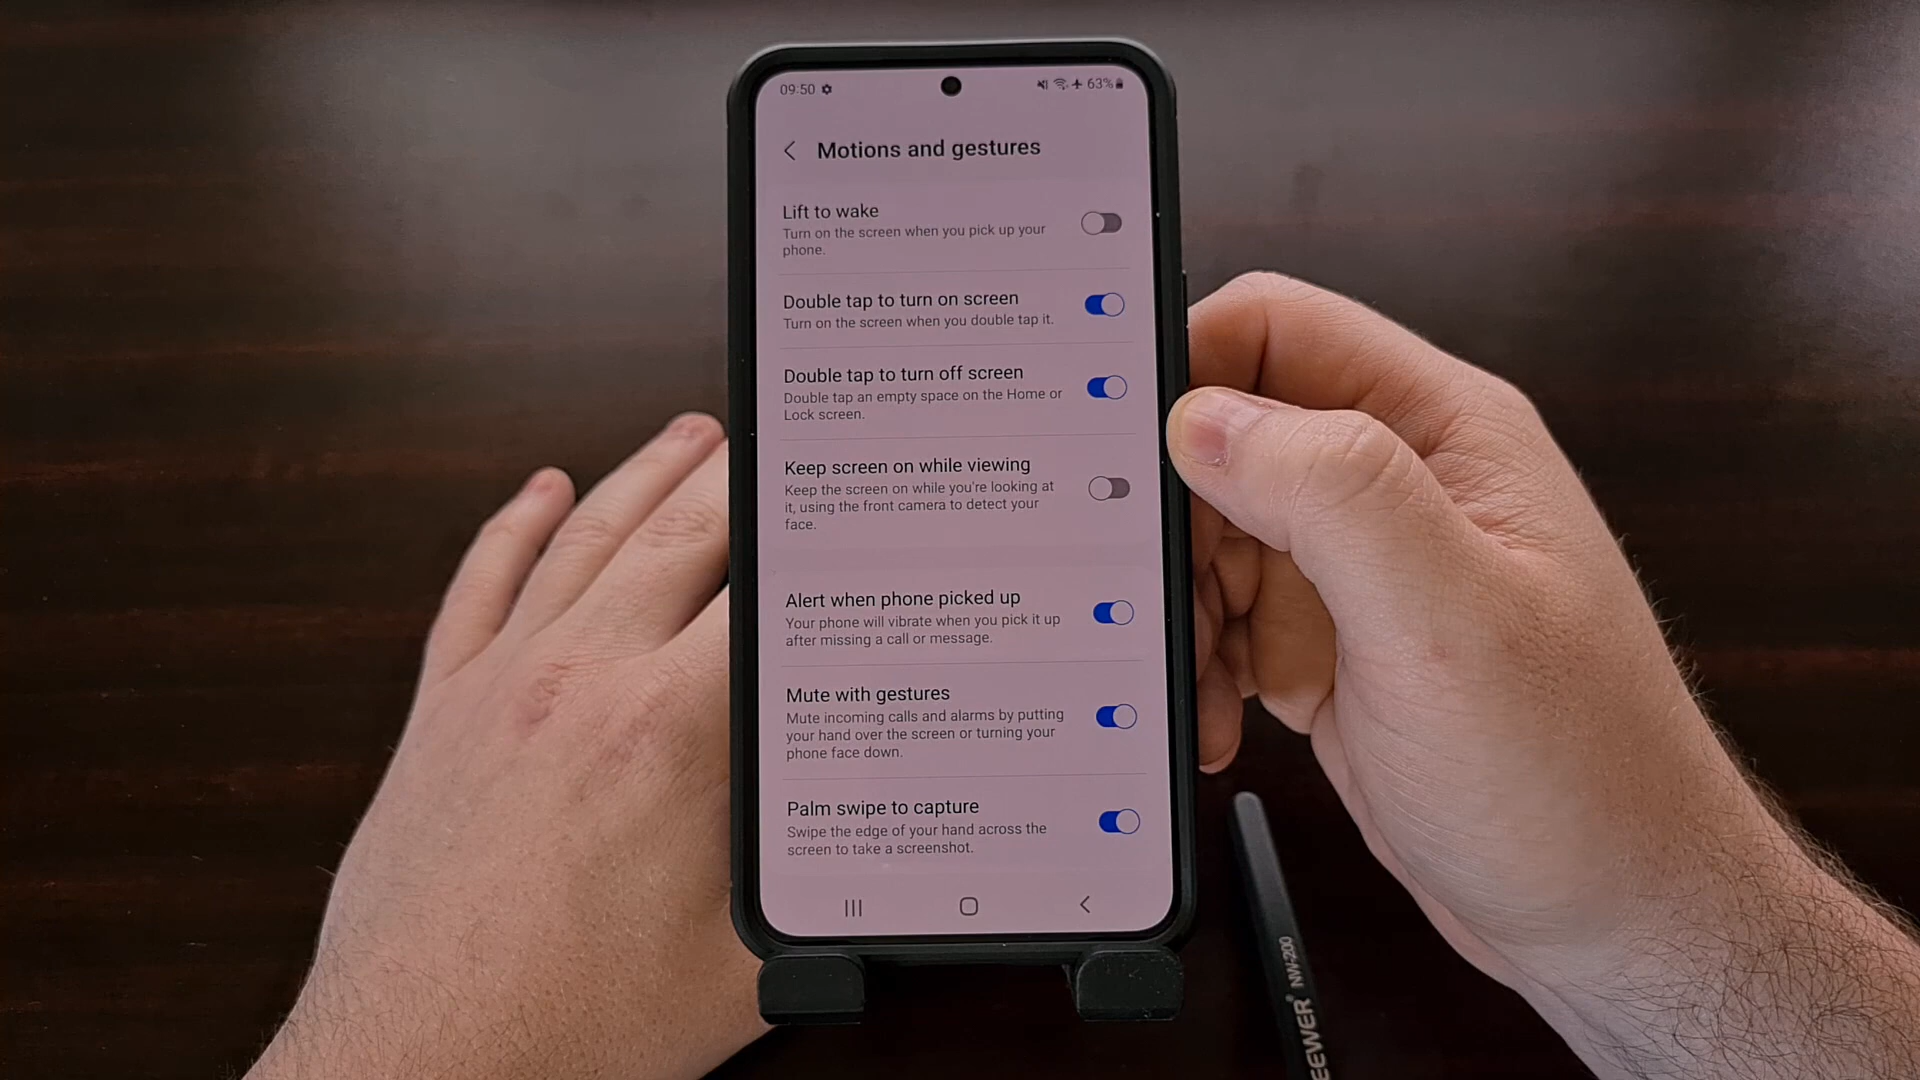 09:50
63%
Motions and gestures
Lift to wake
Turn on the screen when you pick up your
phone.
Double tap to turn on screen
Turn on the screen when you double tap it.
Double tap to turn off screen
Double tap an empty space on the Home or
Lock screen.
Keep screen on while viewing
Keep the screen on while you're looking at
it, using the front camera to detect your
face.
Alert when phone picked up
Your phone will vibrate when you pick it up
after missing a call or message.
Mute with gestures
Mute incoming calls and alarms by putting
your hand over the screen or turning your
phone face down.
Palm swipe to capture
Swipe the edge of your hand across the
screen to take a screenshot.
EEWER® NW-200